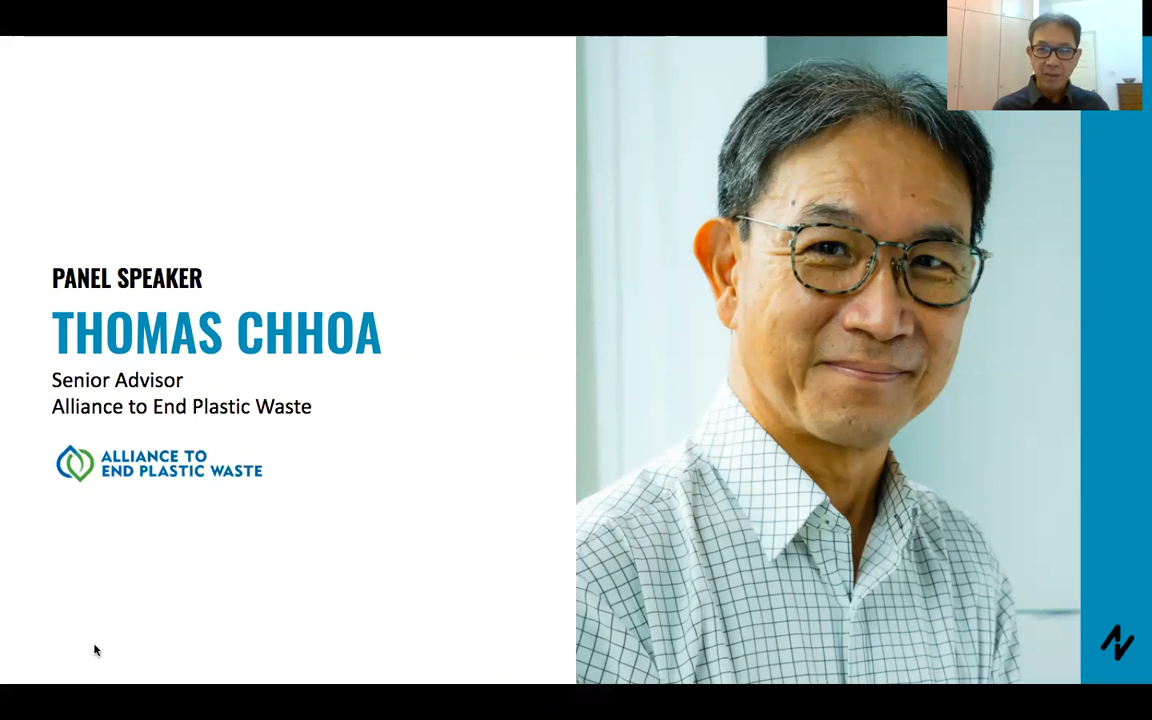 PANEL SPEAKER
THOMAS CHHOA
Senior Advisor
Alliance to End Plastic Waste
ALLIANCE TO
END PLASTIC WASTE